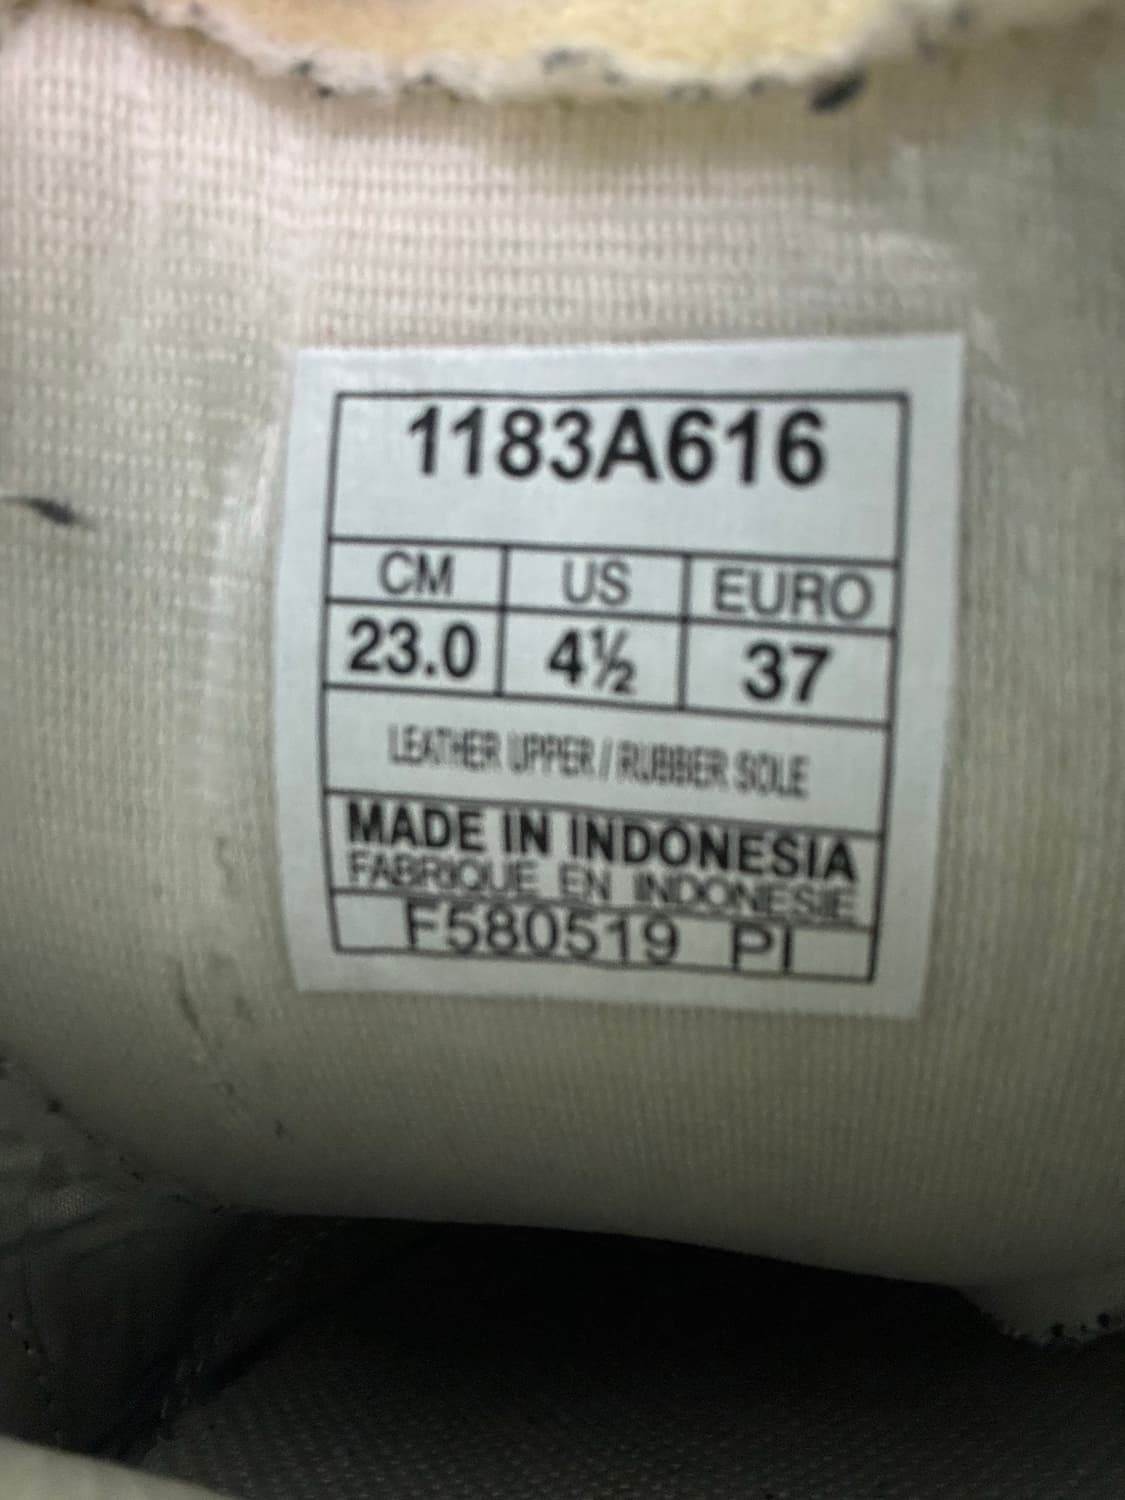 1183A616
CM US EURO
23.0 4½ 37
LEATHER UPPER / RUBBER SOLE
MADE IN INDONESIA
FABRIQUE EN INDONESIE
F580519 PI